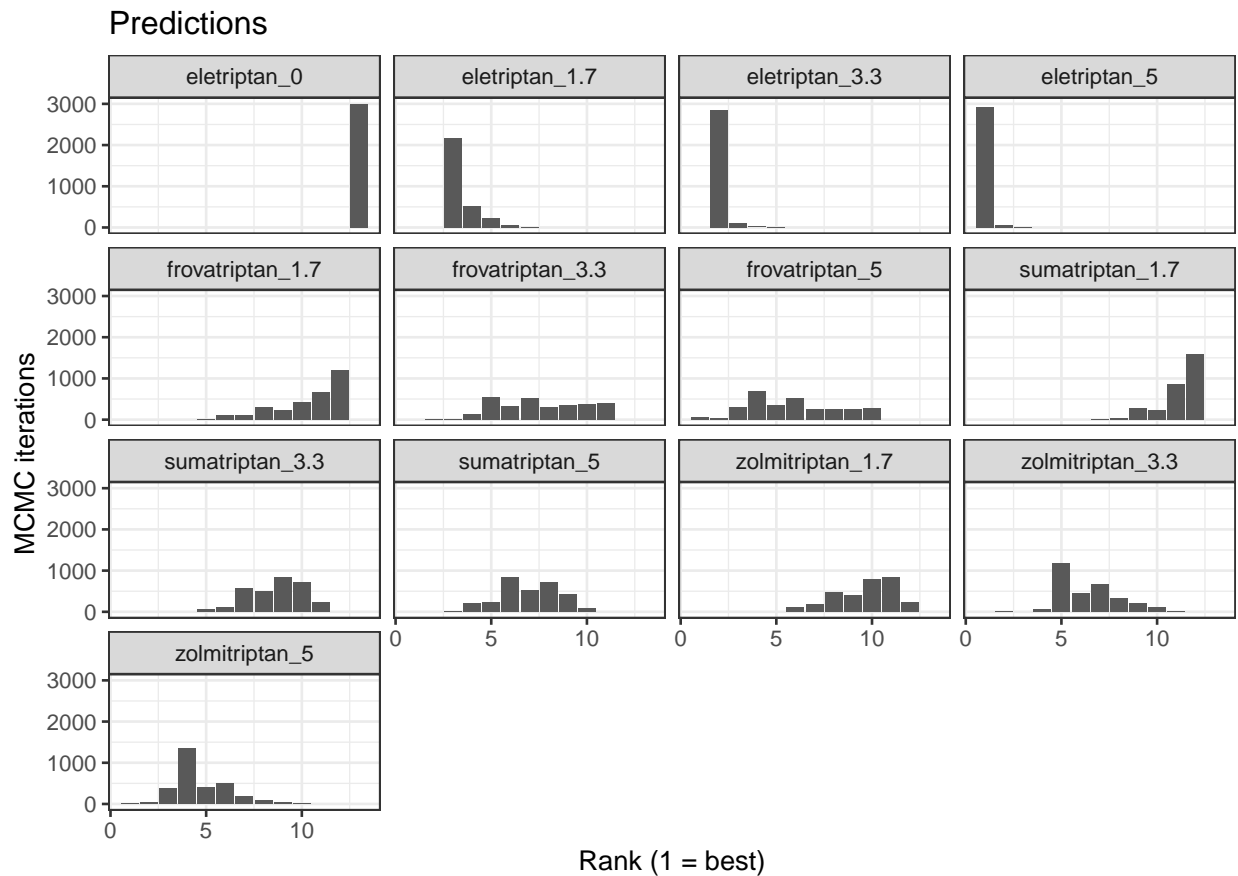 Predictions
eletriptan_0 eletriptan_1.7 eletriptan_3.3 eletriptan_5
3000
2000
1000
0
frovatriptan_1.7 frovatriptan_3.3 frovatriptan_5 sumatriptan_1.7
3000
2000
1000
0
sumatriptan_3.3 sumatriptan_5 zolmitriptan_1.7 zolmitriptan_3.3
3000
2000
1000
0
0 5 10 0 5 10 0 5 10
zolmitriptan_5
3000
2000
1000
0
0 5 10
MCMC iterations
Rank (1 = best)